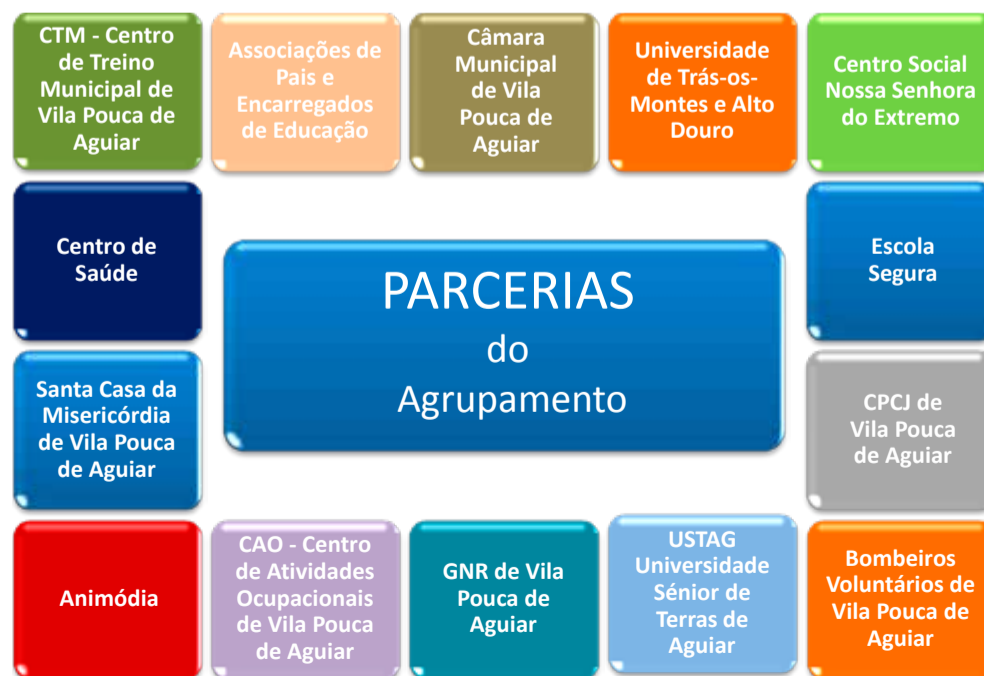 CTM - Centro
de Treino
Municipal de
Vila Pouca de
Aguiar
Associações de
Pais e
Encarregados
de Educação
Câmara
Municipal
de Vila
Pouca de
Aguiar
Universidade
de Trás-os-
Montes e Alto
Douro
Centro Social
Nossa Senhora
do Extremo
Centro de
Saúde
PARCERIAS
do
Agrupamento
Escola
Segura
Santa Casa da
Misericórdia
de Vila Pouca
de Aguiar
CPCJ de
Vila Pouca
de Aguiar
Animódia
CAO - Centro
de Atividades
Ocupacionais
de Vila Pouca
de Aguiar
GNR de Vila
Pouca de
Aguiar
USTAG
Universidade
Sénior de
Terras de
Aguiar
Bombeiros
Voluntários de
Vila Pouca de
Aguiar